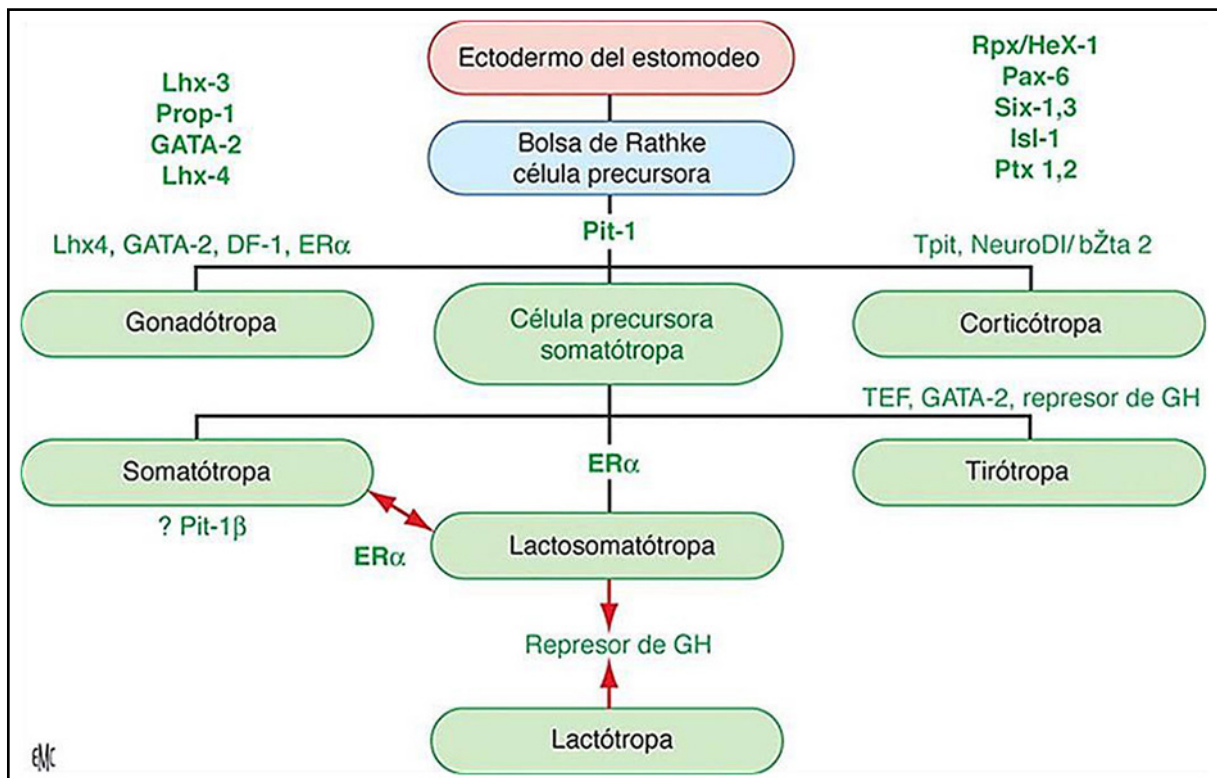 Ectodermo del estomodeo
Rpx/HeX-1
Pax-6
Six-1,3
Isl-1
Ptx 1,2
Lhx-3
Prop-1
GATA-2
Lhx-4
Bolsa de Rathke
célula precursora
Pit-1
Lhx4, GATA-2, DF-1, ERα
Tpit, NeuroDI/ bŽta 2
Gonadótropa
Célula precursora
somatótropa
Corticótropa
TEF, GATA-2, represor de GH
Somatótropa
ERα
Tirótropa
? Pit-1β
ERα
Lactosomatótropa
Represor de GH
Lactótropa
EMC